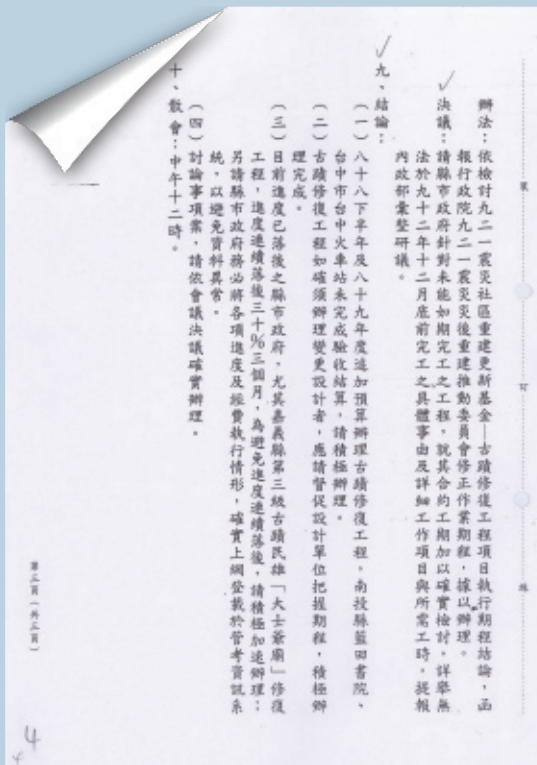 辦法：依檢討九二一震災社區重建更新基金—古蹟修復工程項目執行期程結論，函
報行政院九二一震災災後重建推動委員會修正作業期程，據以辦理。
決議：請縣市政府針對未能如期完工之工程，就其合約工期加以確實檢討，詳舉無
法於九十二年十二月底前完工之具體事由及詳細工作項目與所需工時，提報
內政部彙整研議。
九、結論：
（一）八十八下半年及八十九年度追加預算辦理古蹟修復工程，南投縣藍田書院、
台中市台中火車站未完成驗收結算，請積極辦理。
（二）古蹟修復工程如確須辦理變更設計者，應請督促設計單位把握期程，積極辦
理完成。
（三）目前進度已落後之縣市政府，尤其嘉義縣第三級古蹟民雄「大士爺廟」修復
工程，進度連續落後三十%三個月，為避免進度連續落後，請積極加速辦理；
另請縣市政府務必將各項進度及經費執行情形，確實上網登載於管考資訊系
統，以避免資料異常。
（四）討論事項案，請依會議決議確實辦理。
十、散會：中午十二時。
裝
訂
線
第三頁（共三頁）
4